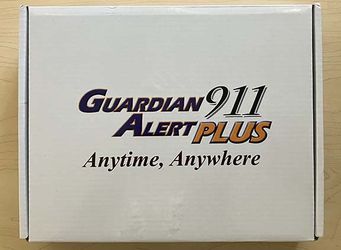 GUARDIAN 911
ALERT PLUS
Anytime, Anywhere